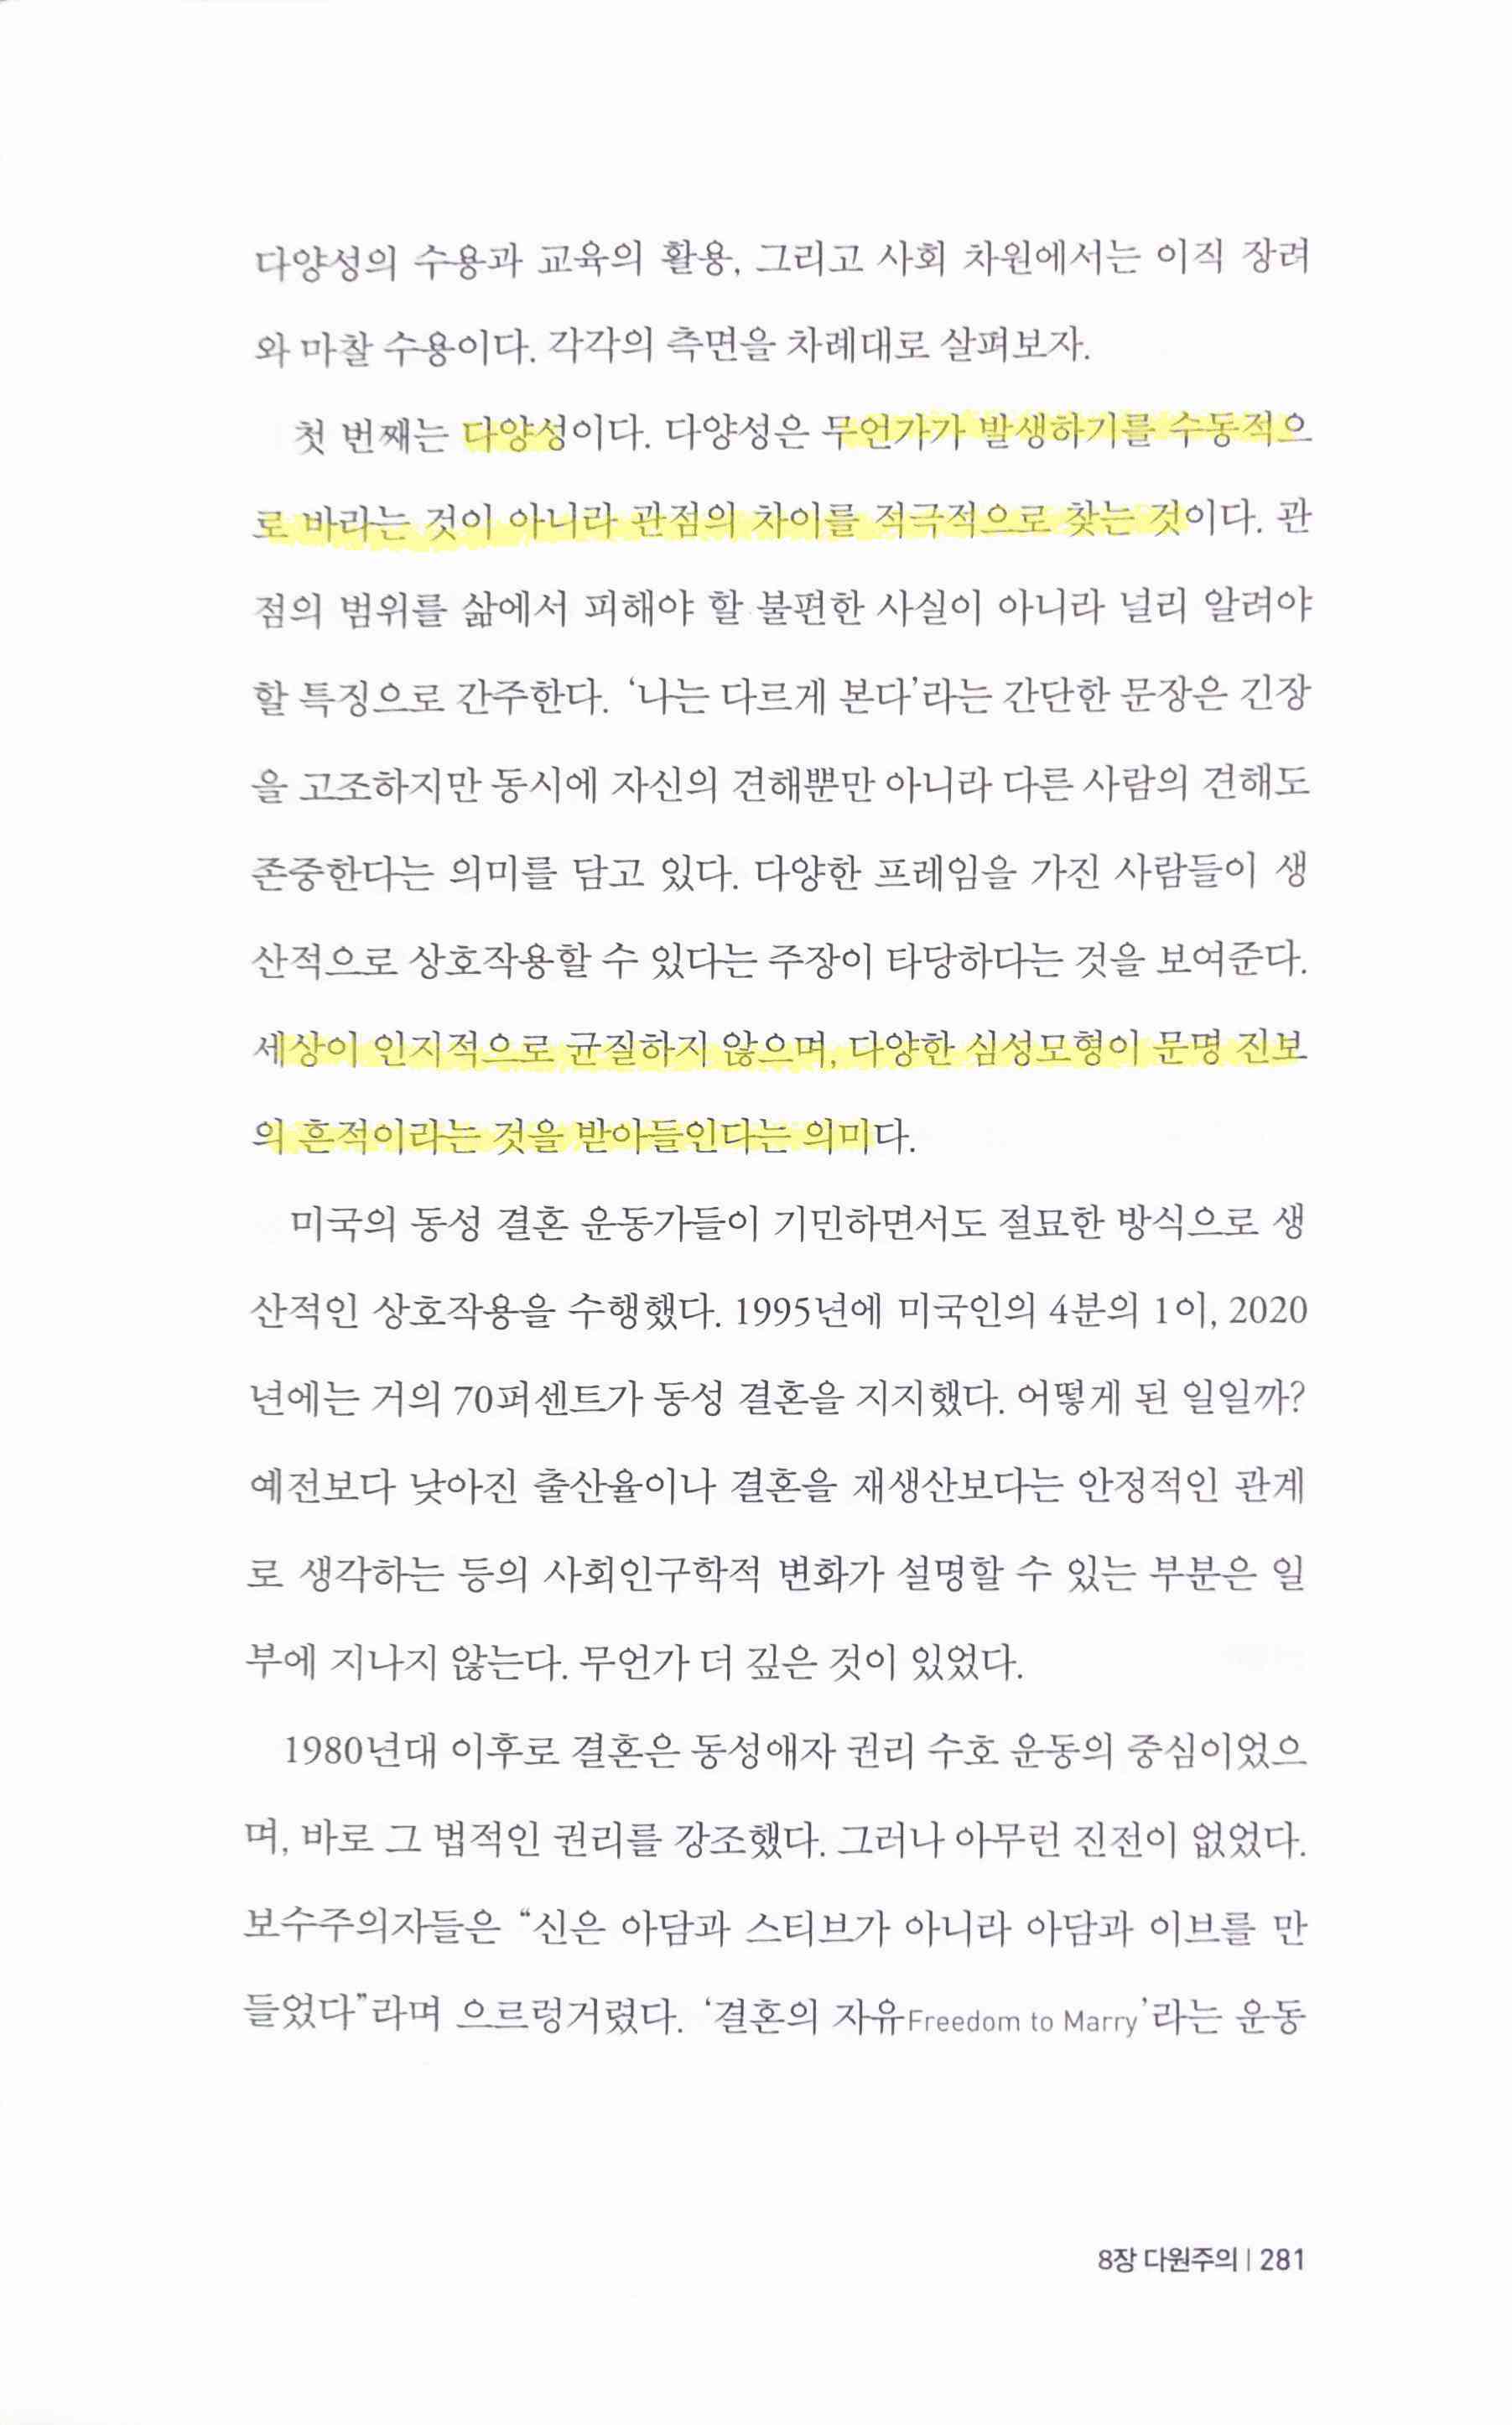 다양성의 수용과 교육의 활용, 그리고 사회 차원에서는 이직 장려
와 마찰 수용이다. 각각의 측면을 차례대로 살펴보자.
첫 번째는 다양성이다. 다양성은 무언가가 발생하기를 수동적으
로 바라는 것이 아니라 관점의 차이를 적극적으로 찾는 것이다. 관
점의 범위를 삶에서 피해야 할 불편한 사실이 아니라 널리 알려야
할 특징으로 간주한다. ‘나는 다르게 본다’라는 간단한 문장은 긴장
을 고조하지만 동시에 자신의 견해뿐만 아니라 다른 사람의 견해도
존중한다는 의미를 담고 있다. 다양한 프레임을 가진 사람들이 생
산적으로 상호작용할 수 있다는 주장이 타당하다는 것을 보여준다.
세상이 인지적으로 균질하지 않으며, 다양한 심성모형이 문명 진보
의 흔적이라는 것을 받아들인다는 의미다.
미국의 동성 결혼 운동가들이 기민하면서도 절묘한 방식으로 생
산적인 상호작용을 수행했다. 1995년에 미국인의 4분의 1이, 2020
년에는 거의 70퍼센트가 동성 결혼을 지지했다. 어떻게 된 일일까?
예전보다 낮아진 출산율이나 결혼을 재생산보다는 안정적인 관계
로 생각하는 등의 사회인구학적 변화가 설명할 수 있는 부분은 일
부에 지나지 않는다. 무언가 더 깊은 것이 있었다.
1980년대 이후로 결혼은 동성애자 권리 수호 운동의 중심이었으
며, 바로 그 법적인 권리를 강조했다. 그러나 아무런 진전이 없었다.
보수주의자들은 “신은 아담과 스티브가 아니라 아담과 이브를 만
들었다”라며 으르렁거렸다. ‘결혼의 자유Freedom to Marry’라는 운동
8장 다원주의 | 281